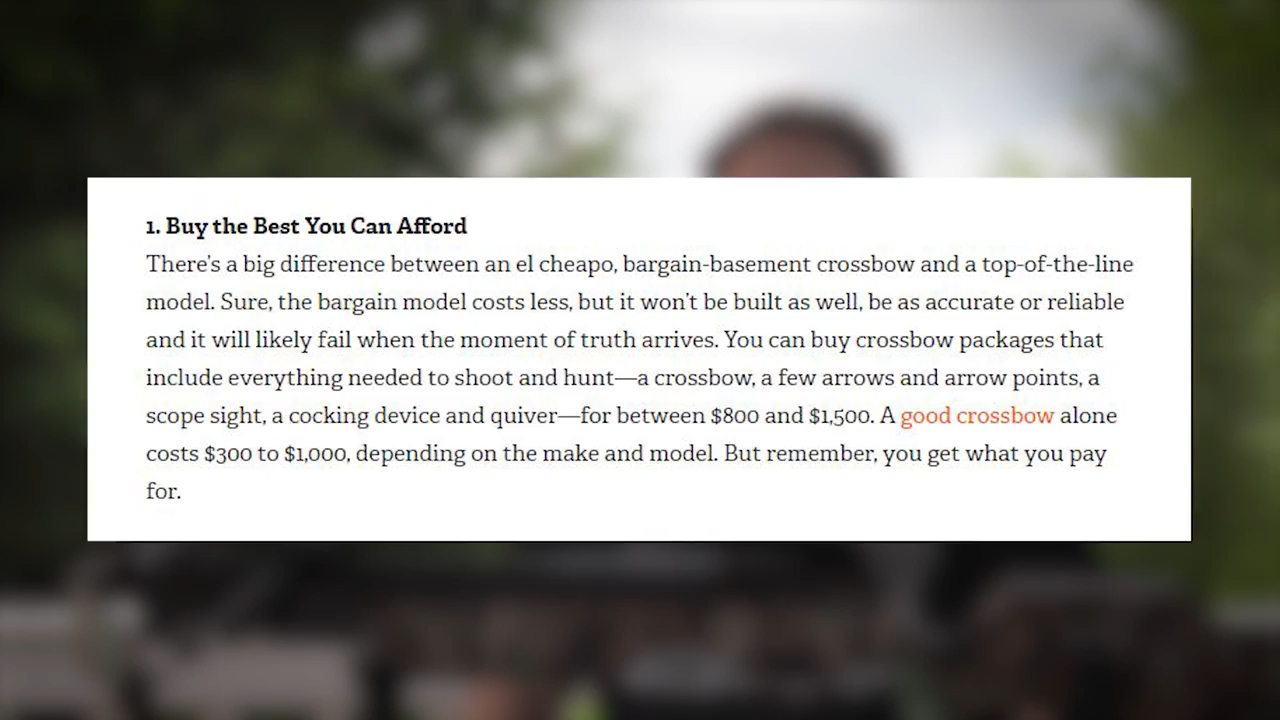 1. Buy the Best You Can Afford
There's a big difference between an el cheapo, bargain-basement crossbow and a top-of-the-line
model. Sure, the bargain model costs less, but it won't be built as well, be as accurate or reliable
and it will likely fail when the moment of truth arrives. You can buy crossbow packages that
include everything needed to shoot and hunt—a crossbow, a few arrows and arrow points, a
scope sight, a cocking device and quiver—for between $800 and $1,500. A good crossbow alone
costs $300 to $1,000, depending on the make and model. But remember, you get what you pay
for.